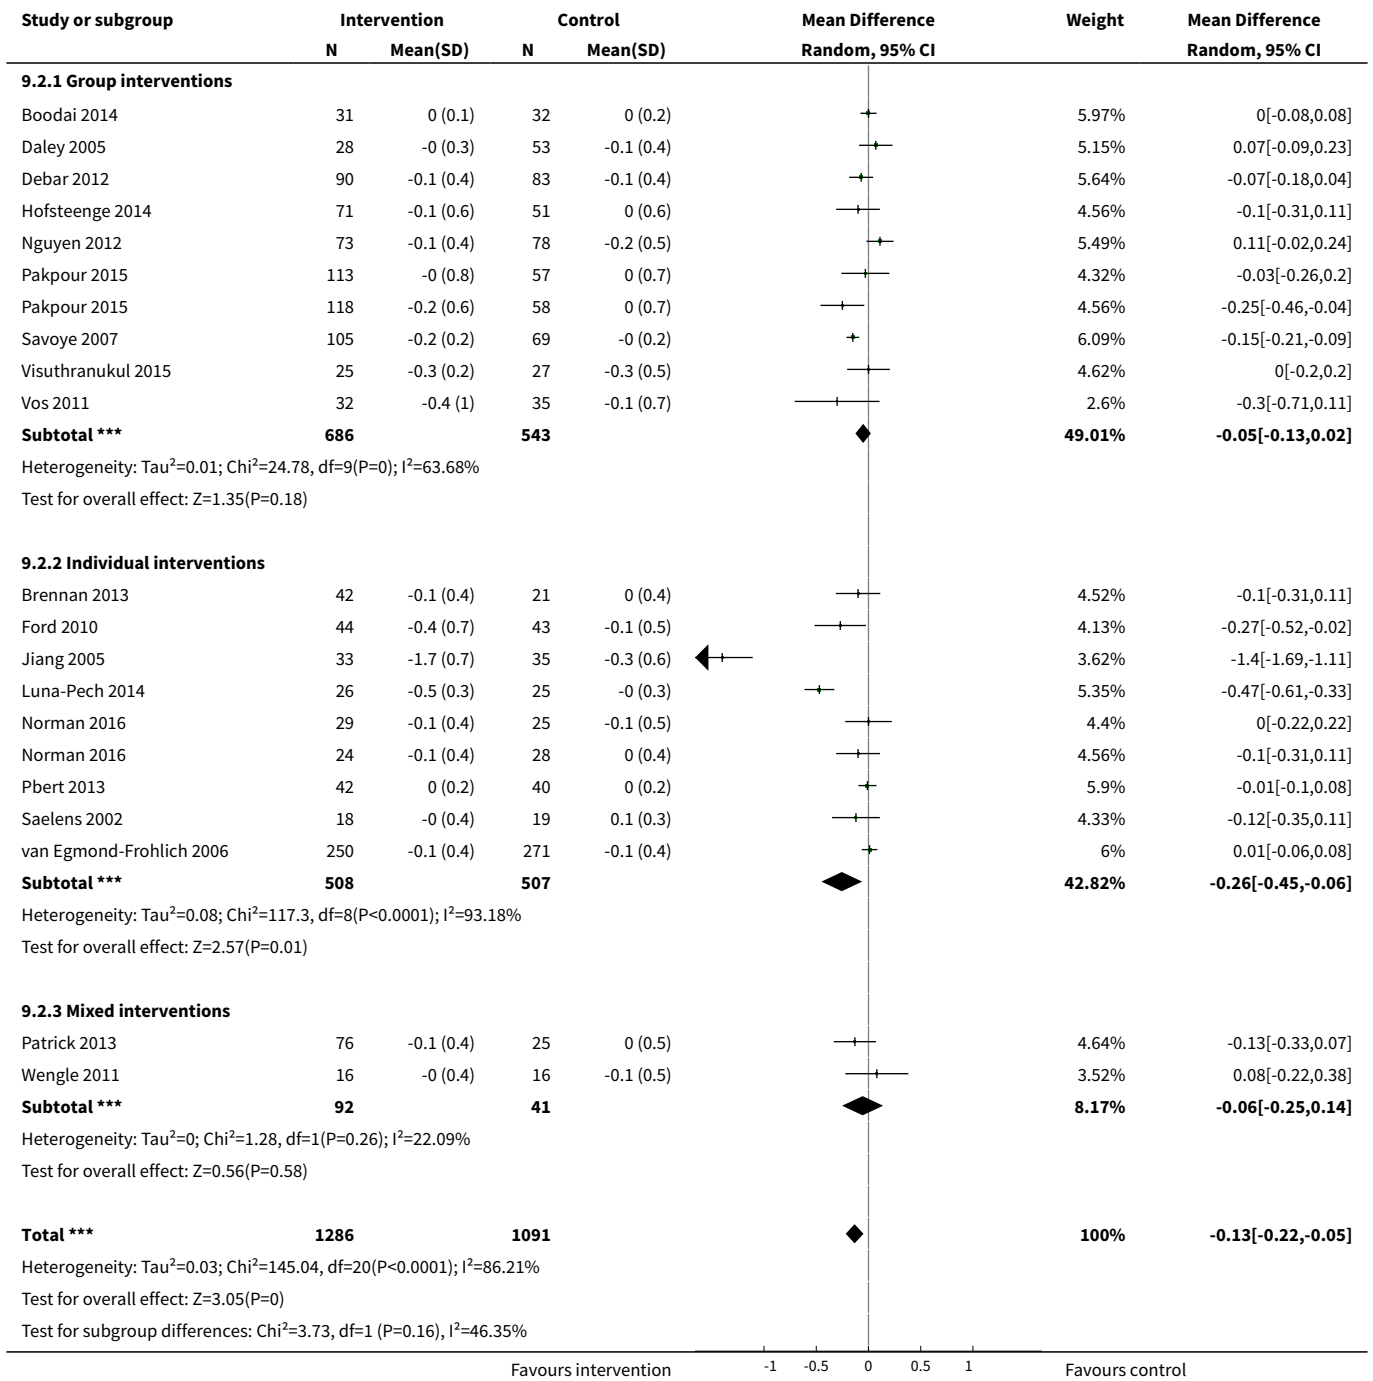 Study or subgroup Intervention Control Mean Difference Weight Mean Difference
N Mean(SD) N Mean(SD) Random, 95% CI Random, 95% CI
9.2.1 Group interventions
Boodai 2014 31 0 (0.1) 32 0 (0.2) 5.97% 0[-0.08,0.08]
Daley 2005 28 -0 (0.3) 53 -0.1 (0.4) 5.15% 0.07[-0.09,0.23]
Debar 2012 90 -0.1 (0.4) 83 -0.1 (0.4) 5.64% -0.07[-0.18,0.04]
Hofsteenge 2014 71 -0.1 (0.6) 51 0 (0.6) 4.56% -0.1[-0.31,0.11]
Nguyen 2012 73 -0.1 (0.4) 78 -0.2 (0.5) 5.49% 0.11[-0.02,0.24]
Pakpour 2015 113 -0 (0.8) 57 0 (0.7) 4.32% -0.03[-0.26,0.2]
Pakpour 2015 118 -0.2 (0.6) 58 0 (0.7) 4.56% -0.25[-0.46,-0.04]
Savoye 2007 105 -0.2 (0.2) 69 -0 (0.2) 6.09% -0.15[-0.21,-0.09]
Visuthranukul 2015 25 -0.3 (0.2) 27 -0.3 (0.5) 4.62% 0[-0.2,0.2]
Vos 2011 32 -0.4 (1) 35 -0.1 (0.7) 2.6% -0.3[-0.71,0.11]
Subtotal *** 686 543 49.01% -0.05[-0.13,0.02]
Heterogeneity: Tau²=0.01; Chi²=24.78, df=9(P=0); I²=63.68%
Test for overall effect: Z=1.35(P=0.18)
9.2.2 Individual interventions
Brennan 2013 42 -0.1 (0.4) 21 0 (0.4) 4.52% -0.1[-0.31,0.11]
Ford 2010 44 -0.4 (0.7) 43 -0.1 (0.5) 4.13% -0.27[-0.52,-0.02]
Jiang 2005 33 -1.7 (0.7) 35 -0.3 (0.6) 3.62% -1.4[-1.69,-1.11]
Luna-Pech 2014 26 -0.5 (0.3) 25 -0 (0.3) 5.35% -0.47[-0.61,-0.33]
Norman 2016 29 -0.1 (0.4) 25 -0.1 (0.5) 4.4% 0[-0.22,0.22]
Norman 2016 24 -0.1 (0.4) 28 0 (0.4) 4.56% -0.1[-0.31,0.11]
Pbert 2013 42 0 (0.2) 40 0 (0.2) 5.9% -0.01[-0.1,0.08]
Saelens 2002 18 -0 (0.4) 19 0.1 (0.3) 4.33% -0.12[-0.35,0.11]
van Egmond-Frohlich 2006 250 -0.1 (0.4) 271 -0.1 (0.4) 6% 0.01[-0.06,0.08]
Subtotal *** 508 507 42.82% -0.26[-0.45,-0.06]
Heterogeneity: Tau²=0.08; Chi²=117.3, df=8(P<0.0001); I²=93.18%
Test for overall effect: Z=2.57(P=0.01)
9.2.3 Mixed interventions
Patrick 2013 76 -0.1 (0.4) 25 0 (0.5) 4.64% -0.13[-0.33,0.07]
Wengle 2011 16 -0 (0.4) 16 -0.1 (0.5) 3.52% 0.08[-0.22,0.38]
Subtotal *** 92 41 8.17% -0.06[-0.25,0.14]
Heterogeneity: Tau²=0; Chi²=1.28, df=1(P=0.26); I²=22.09%
Test for overall effect: Z=0.56(P=0.58)
Total *** 1286 1091 100% -0.13[-0.22,-0.05]
Heterogeneity: Tau²=0.03; Chi²=145.04, df=20(P<0.0001); I²=86.21%
Test for overall effect: Z=3.05(P=0)
Test for subgroup differences: Chi²=3.73, df=1 (P=0.16), I²=46.35%
Favours intervention -1 -0.5 0 0.5 1 Favours control